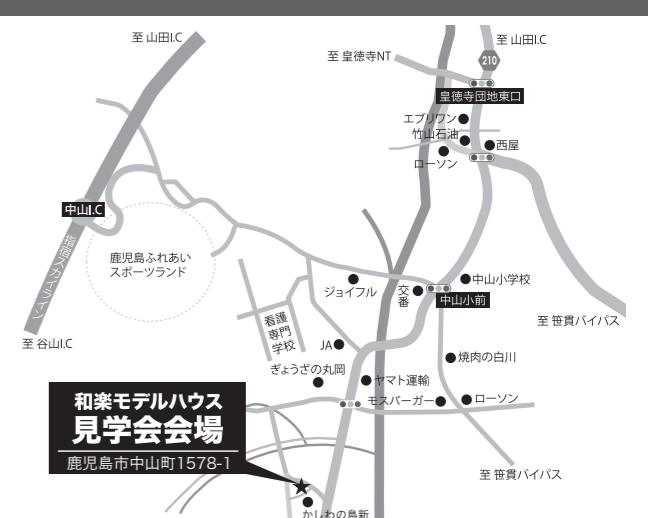 至 山田I.C
至 山田I.C
至 皇徳寺NT
210
皇徳寺団地東口
エブリワン
竹山石油
西屋
ローソン
中山I.C
指宿スカイライン
鹿児島ふれあい
スポーツランド
ジョイフル
交番
中山小学校
中山小前
看護
専門
学校
至 笹貫バイパス
至 谷山I.C
JA
焼肉の白川
ぎょうざの丸岡
ヤマト運輸
モスバーガー
ローソン
和楽モデルハウス
見学会会場
鹿児島市中山町1578-1
至 笹貫バイパス
かしわの鳥新